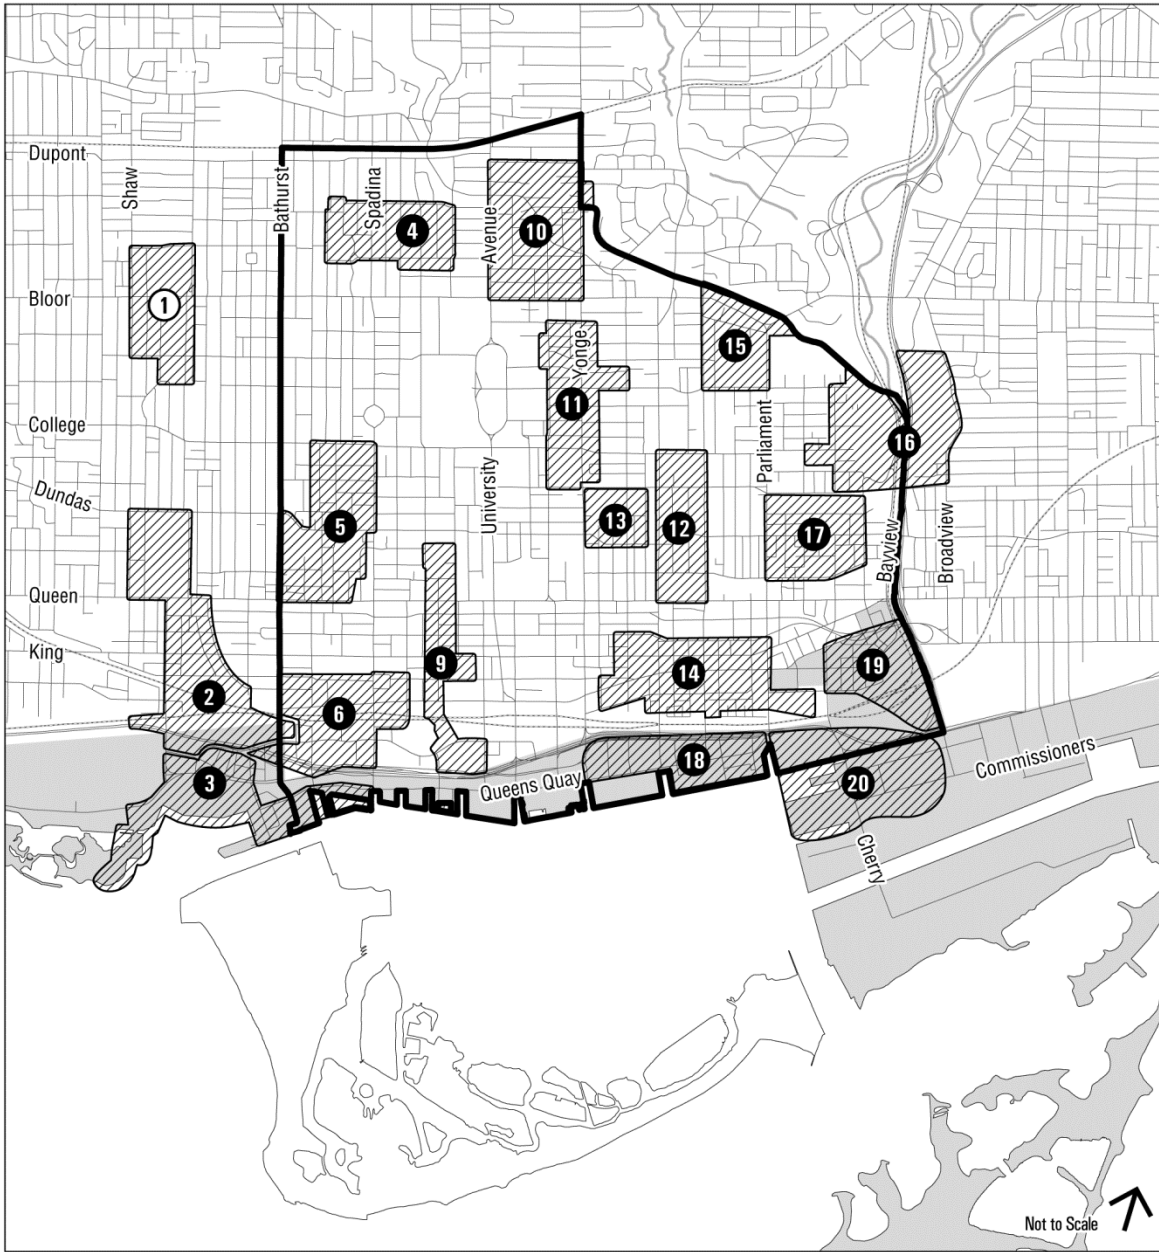 Dupont
Shaw
Bathurst
Spadina
4
Avenue
10
Bloor
1
Yonge
15
11
College
Parliament
16
Dundas
University
5
13
12
17
Bayview
Broadview
Queen
King
2
6
9
14
19
3
Queens Quay
18
20
Commissioners
Cherry
Not to Scale